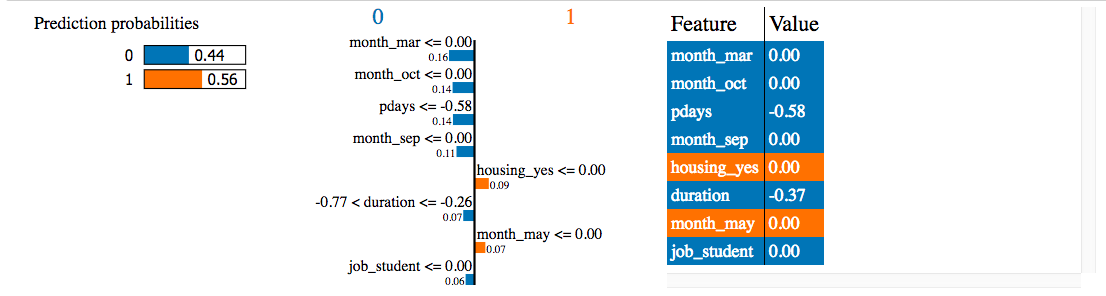 Prediction probabilities
0 0.44
1 0.56
0 1
month_mar <= 0.00
0.16
month_oct <= 0.00
0.14
pdays <= -0.58
0.14
month_sep <= 0.00
0.11
housing_yes <= 0.00
0.09
-0.77 < duration <= -0.26
0.07
month_may <= 0.00
0.07
job_student <= 0.00
0.06
Feature Value
month_mar 0.00
month_oct 0.00
pdays -0.58
month_sep 0.00
housing_yes 0.00
duration -0.37
month_may 0.00
job_student 0.00